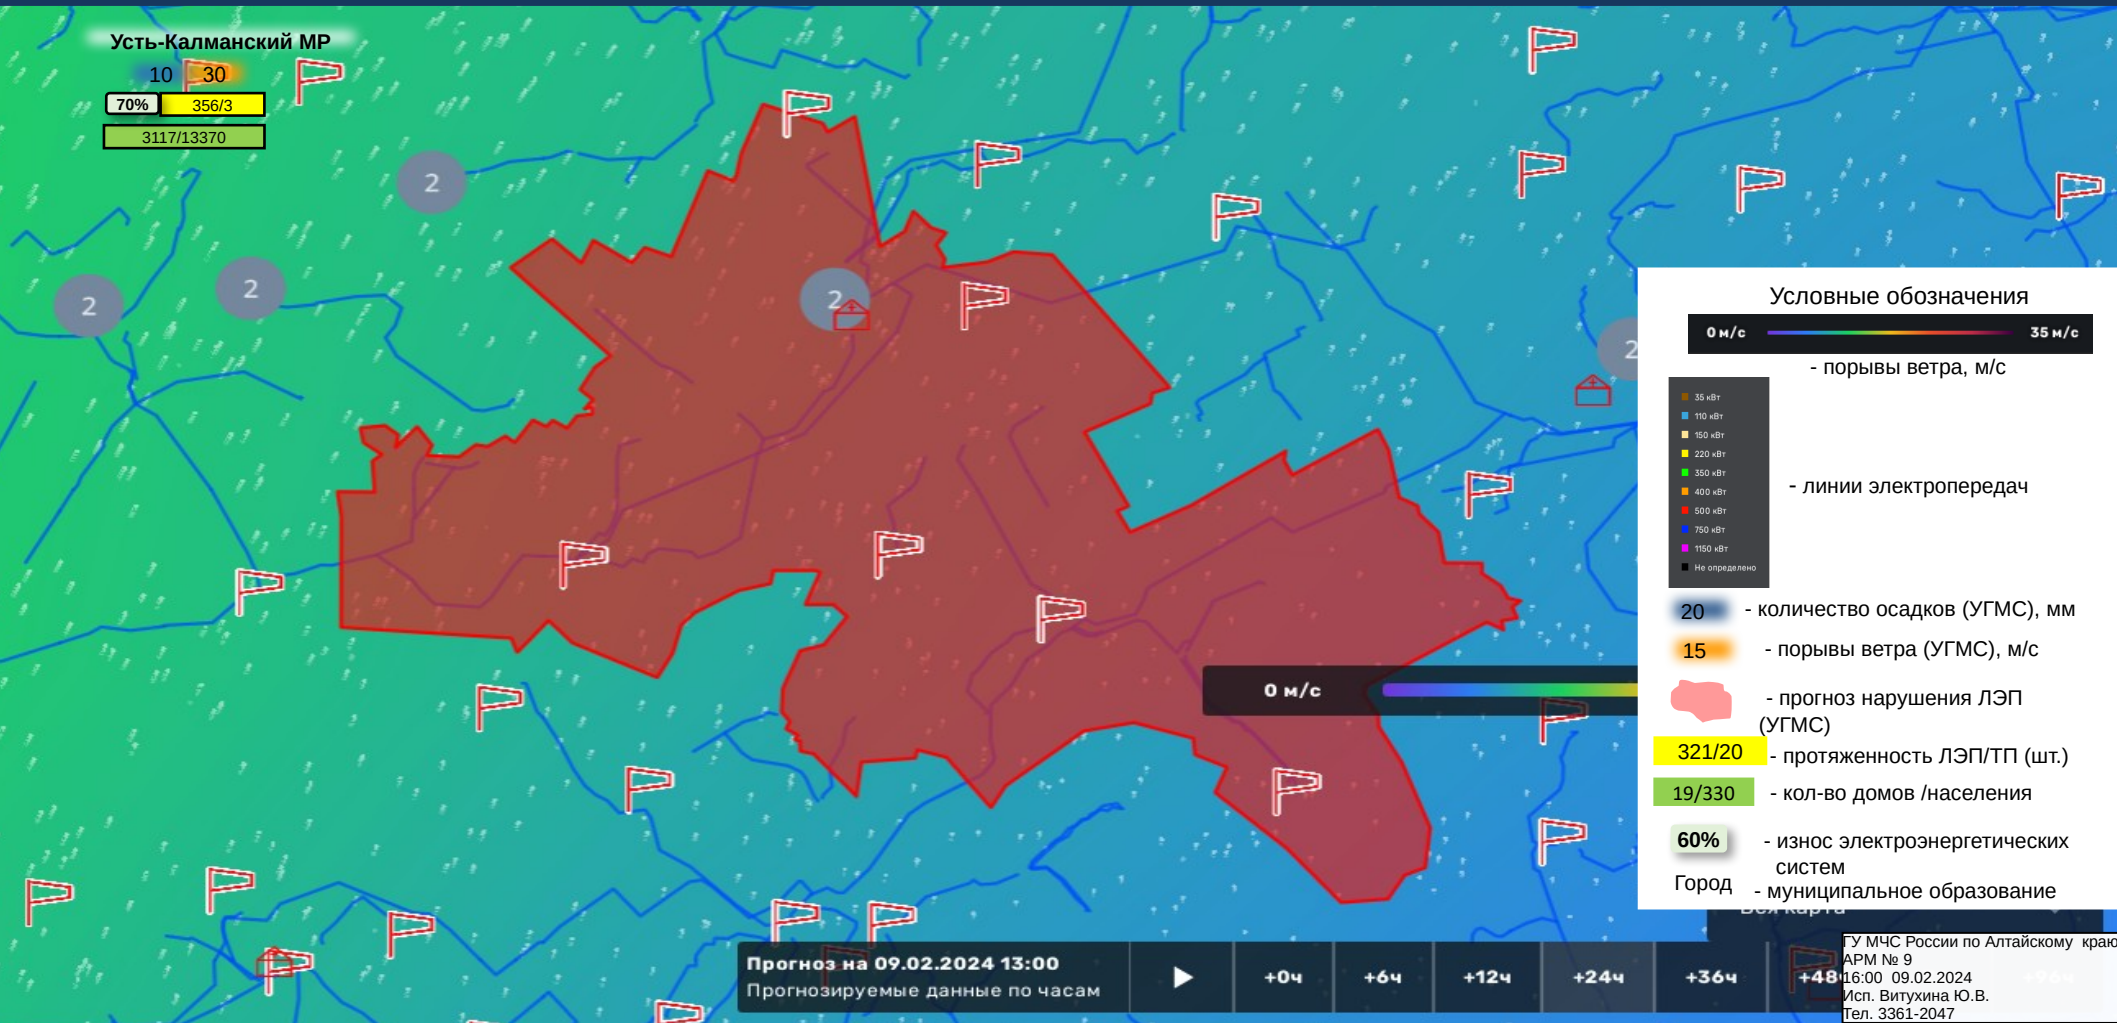 Усть-Калманский МР
10 30
70% 356/3
3117/13370
2
2
2
2
2
Условные обозначения
0 м/с 35 м/с
- порывы ветра, м/с
35 кВт
110 кВт
150 кВт
220 кВт
350 кВт
400 кВт
500 кВт
750 кВт
1150 кВт
Не определено
- линии электропередач
20 - количество осадков (УГМС), мм
15 - порывы ветра (УГМС), м/с
- прогноз нарушения ЛЭП
(УГМС)
321/20 - протяженность ЛЭП/ТП (шт.)
19/330 - кол-во домов /населения
60% - износ электроэнергетических
систем
Город - муниципальное образование
0 м/с
Вся карта
Прогноз на 09.02.2024 13:00
Прогнозируемые данные по часам
+0ч +6ч +12ч +24ч +36ч +48
ГУ МЧС России по Алтайскому краю
АРМ № 9
16:00 09.02.2024
Исп. Витухина Ю.В.
Тел. 3361-2047